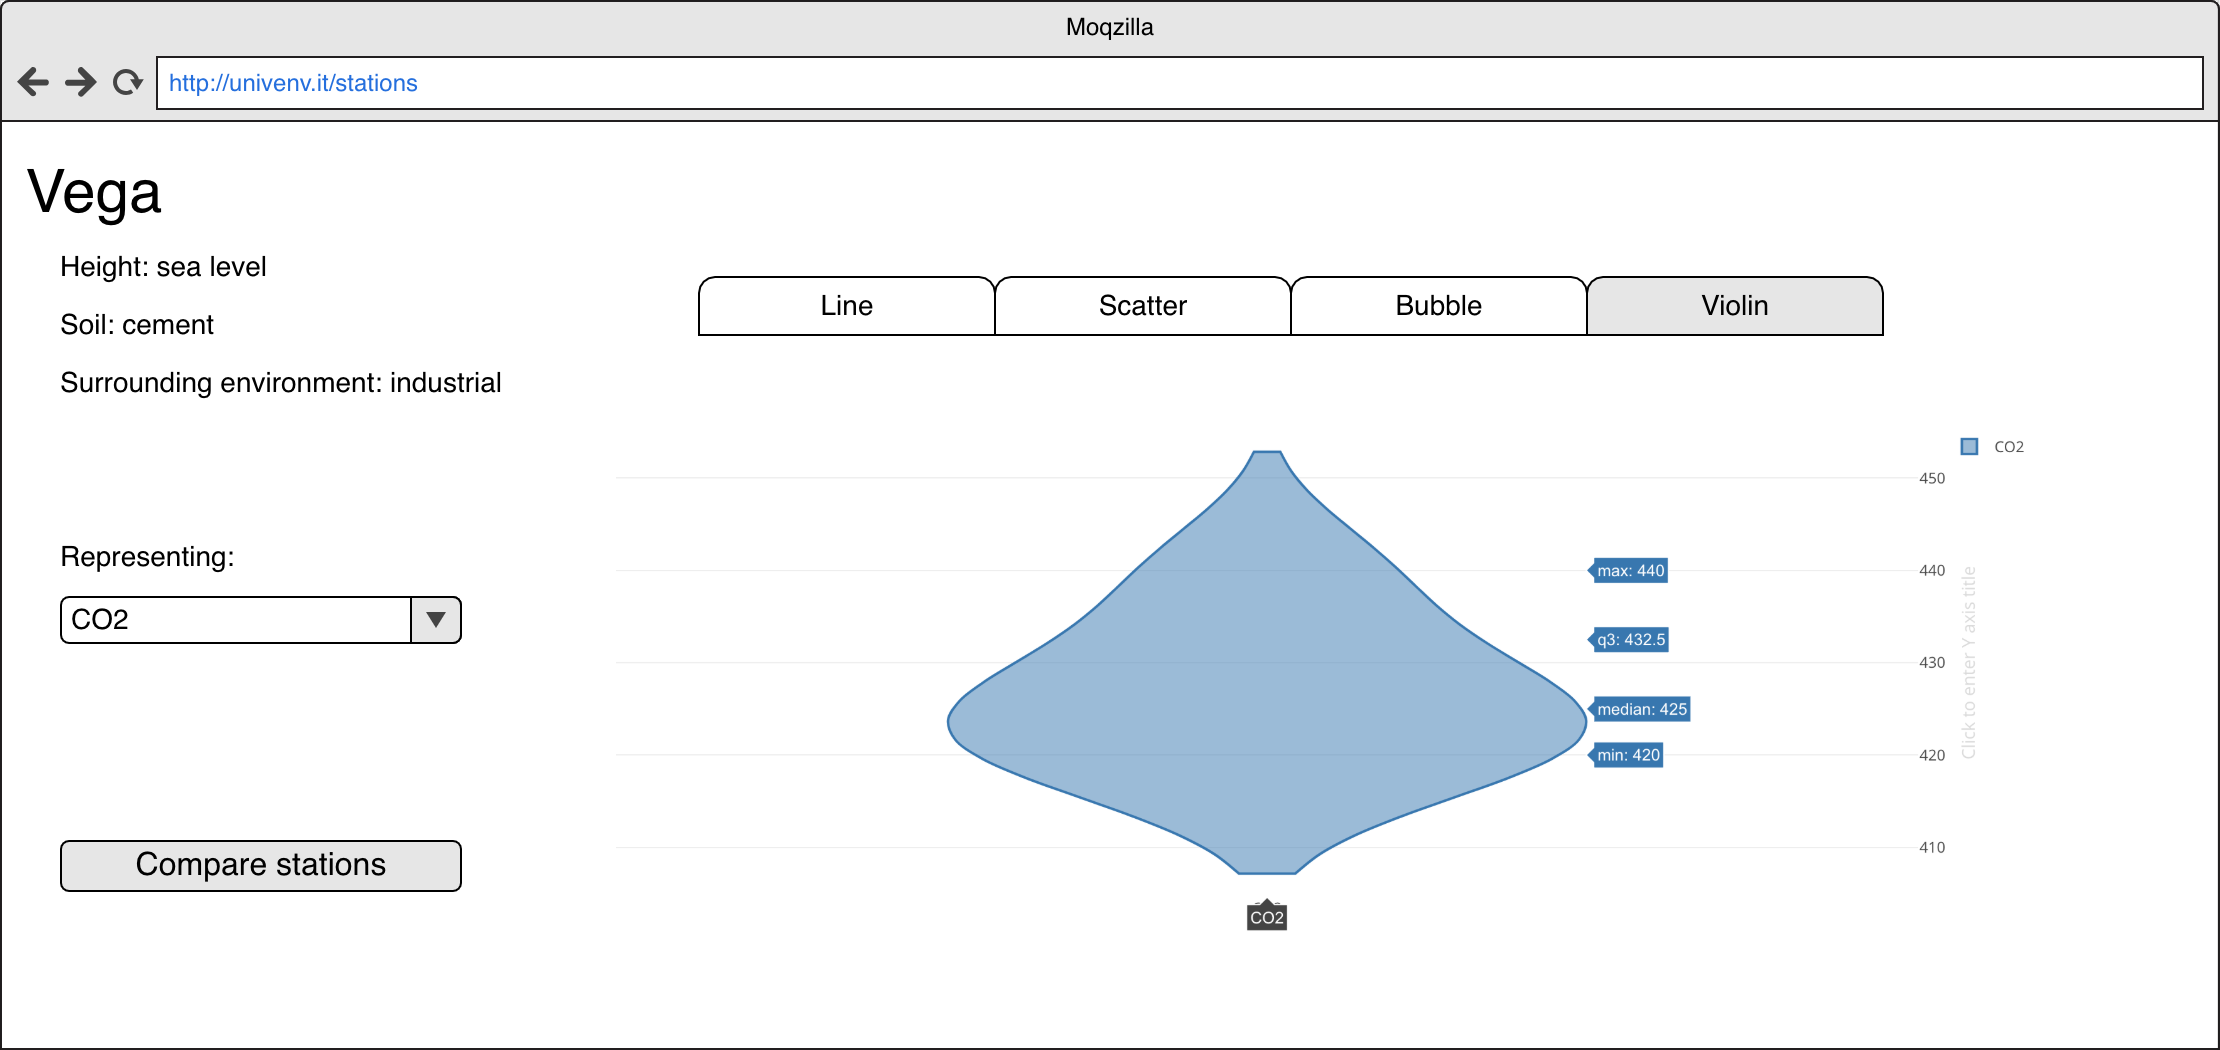 Moqzilla
http://univenv.it/stations
Vega
Height: sea level
Soil: cement
Surrounding environment: industrial
Line
Scatter
Bubble
Violin
Representing:
CO2
Compare stations
CO2
450
max: 440
440
q3: 432.5
430
median: 425
min: 420
420
410
Click to enter Y axis title
CO2